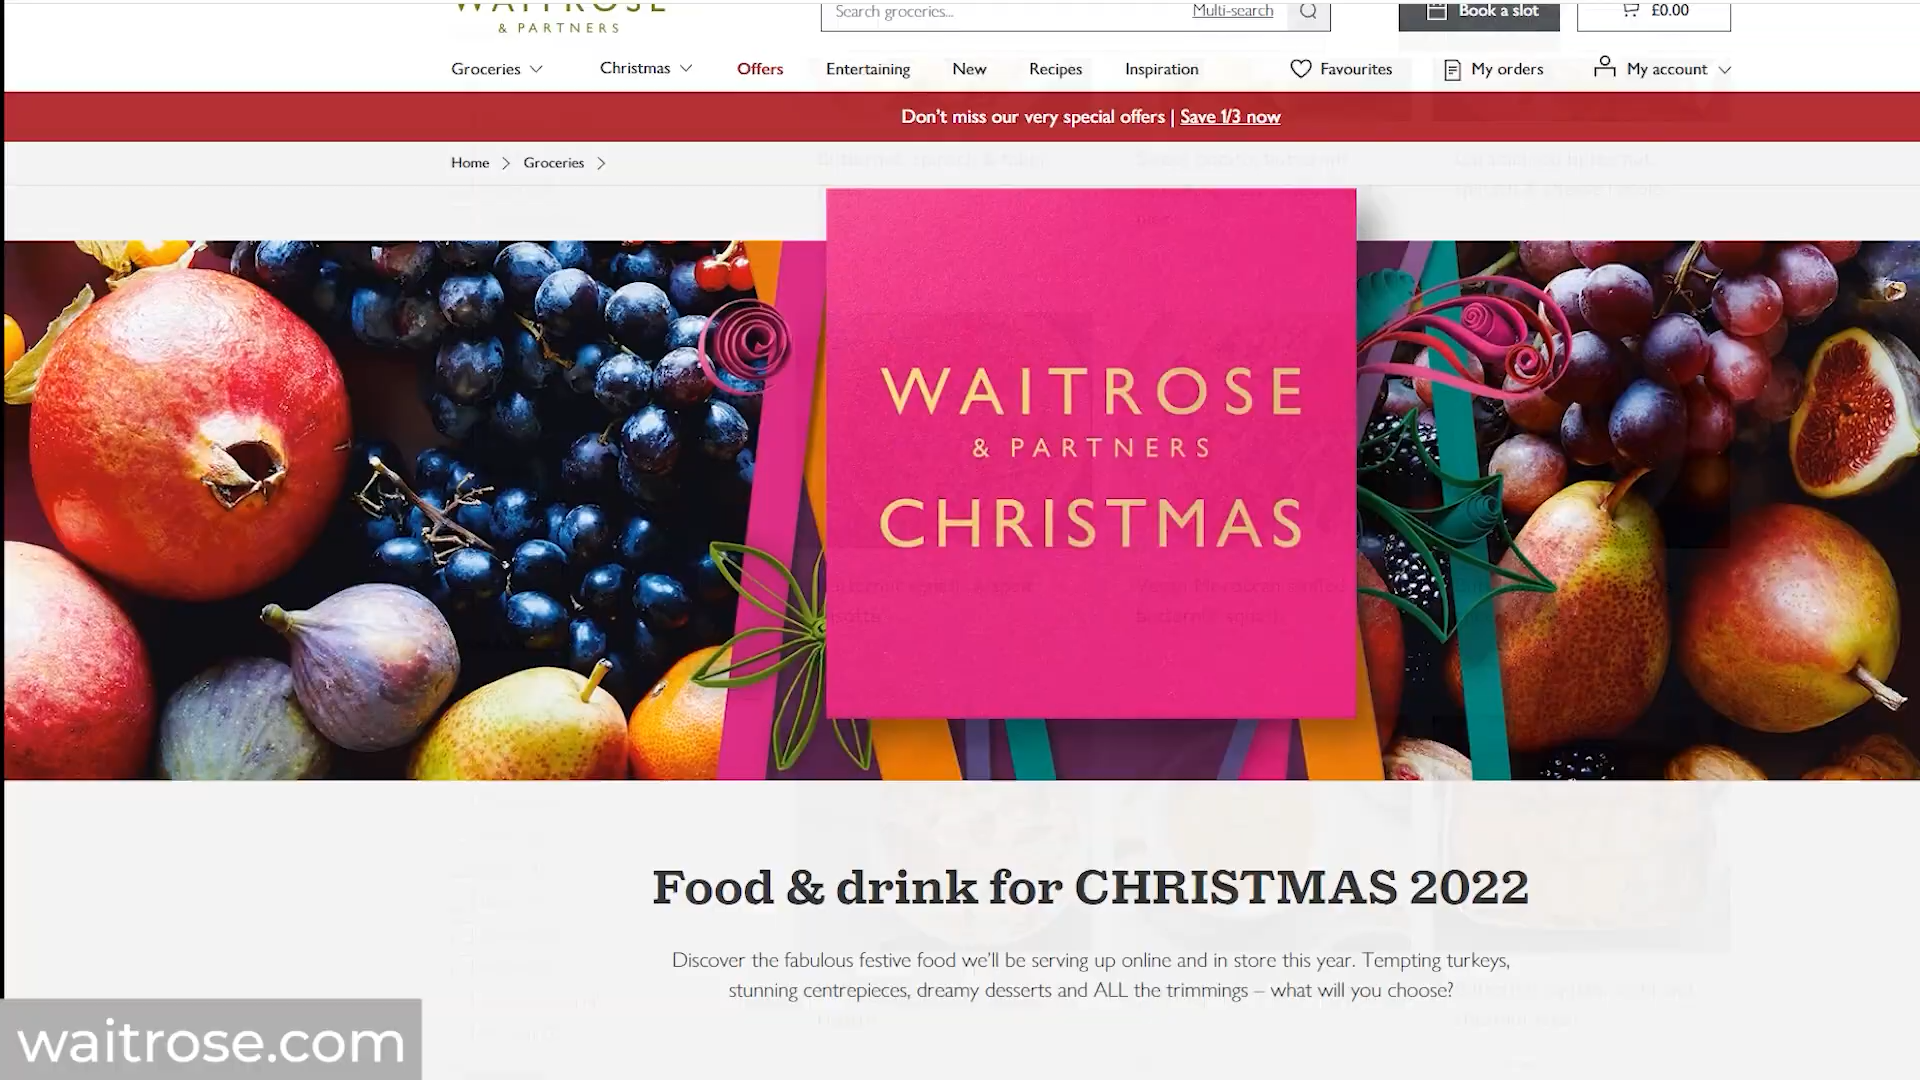 WAITROSE
& PARTNERS
Search groceries...
Multi-search
Book a slot
£0.00
Groceries
Christmas
Offers
Entertaining
New
Recipes
Inspiration
Favourites
My orders
My account
Don't miss our very special offers | Save 1/3 now
Home
Groceries
WAITROSE
& PARTNERS
CHRISTMAS
Food & drink for CHRISTMAS 2022
Discover the fabulous festive food we'll be serving up online and in store this year. Tempting turkeys,
stunning centrepieces, dreamy desserts and ALL the trimmings – what will you choose?
waitrose.com